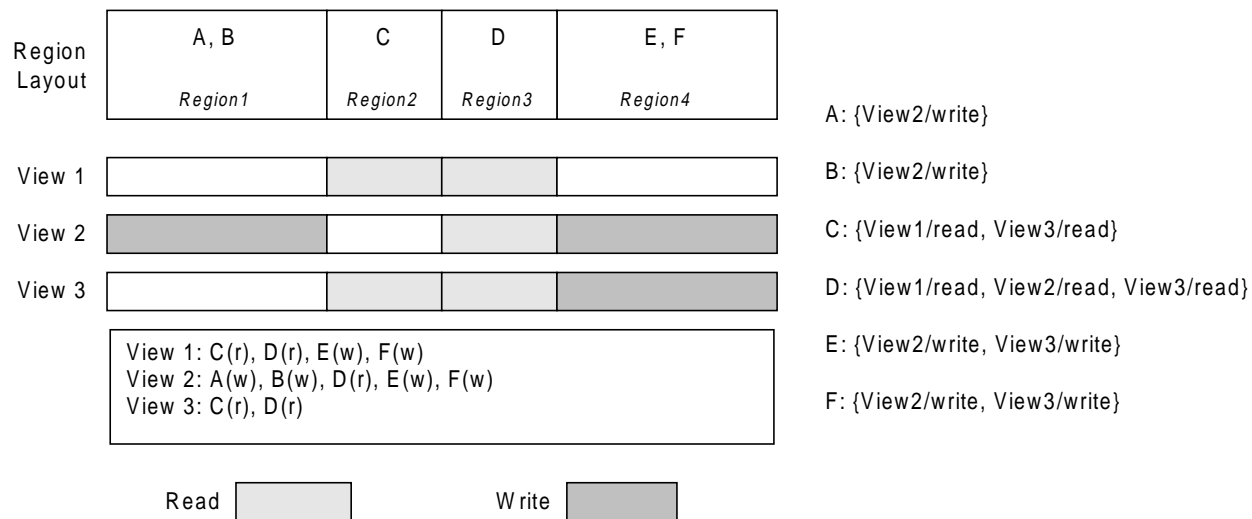 Region Layout
A, B
C
D
E, F
Region1
Region2
Region3
Region4
View 1
View 2
View 3
View 1: C(r), D(r), E(w), F(w)
View 2: A(w), B(w), D(r), E(w), F(w)
View 3: C(r), D(r)
Read
Write
A: {View2/write}
B: {View2/write}
C: {View1/read, View3/read}
D: {View1/read, View2/read, View3/read}
E: {View2/write, View3/write}
F: {View2/write, View3/write}